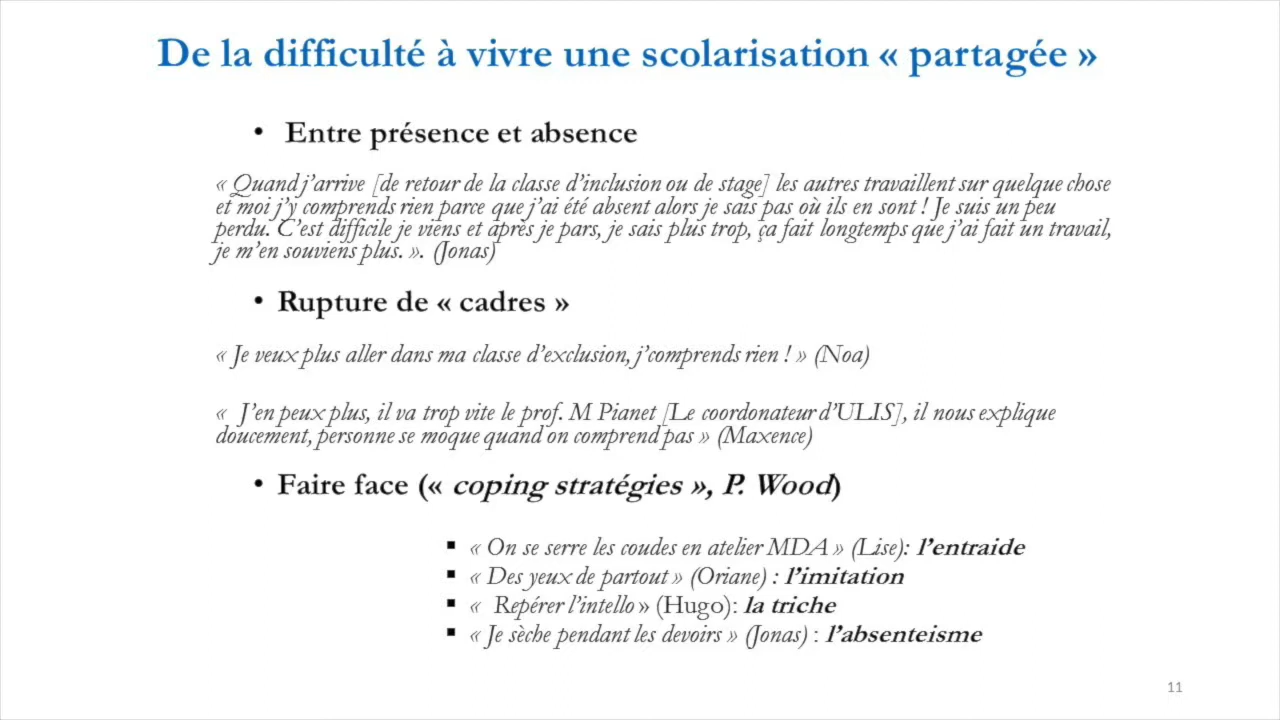 De la difficulté à vivre une scolarisation « partagée »
• Entre présence et absence
« Quand j'arrive [de retour de la classe d'inclusion ou de stage] les autres travaillent sur quelque chose
et moi j'y comprends rien parce que j'ai été absent alors je sais pas où ils en sont ! Je suis un peu
perdu. C'est difficile je viens et après je pars, je sais plus trop, ça fait longtemps que j'ai fait un travail,
je m'en souviens plus. ». (Jonas)
• Rupture de « cadres »
« Je veux plus aller dans ma classe d'exclusion, j'comprends rien ! » (Noa)
« J'en peux plus, il va trop vite le prof. M Pianet [Le coordonateur d'ULIS], il nous explique
doucement, personne se moque quand on comprend pas » (Maxence)
• Faire face (« coping stratégies », P. Wood)
▪ « On se serre les coudes en atelier MDA » (Lise): l'entraide
▪ « Des yeux de partout » (Oriane) : l'imitation
▪ « Repérer l'intello » (Hugo): la triche
▪ « Je sèche pendant les devoirs » (Jonas) : l'absenteisme
11